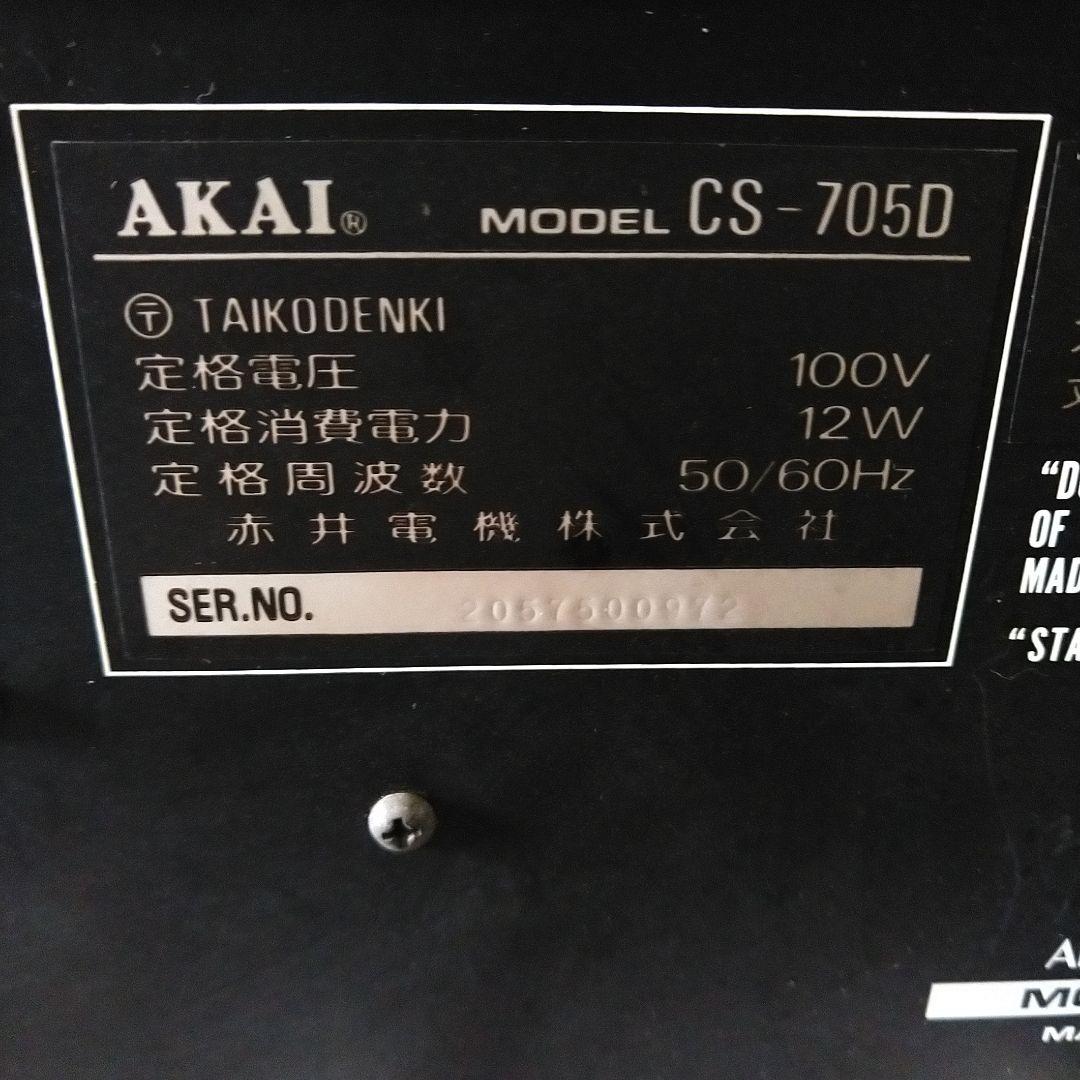 AKAI® MODEL CS-705D
〶 TAIKODENKI
定格電圧 100V
定格消費電力 12W
定格周波数 50/60Hz
赤井電機株式会社
SER.NO. 2057500972
"D
OF
MAD
"STA
A
MO
MA